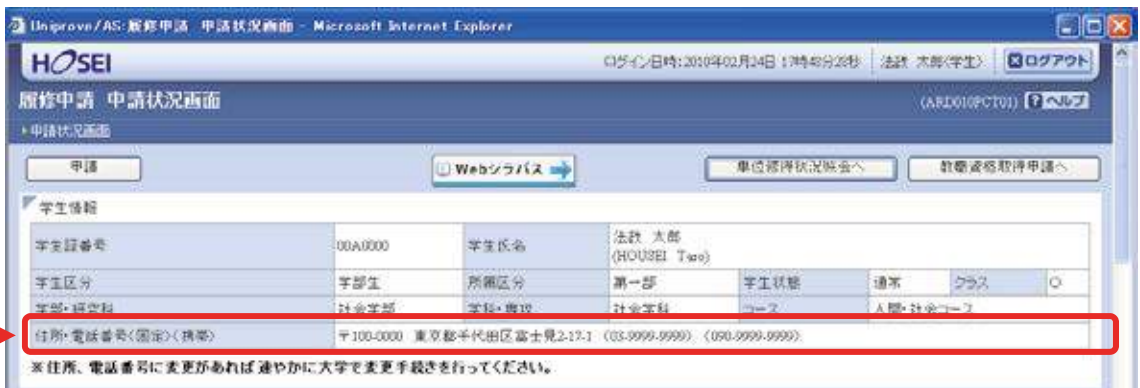 Uniprove/AS:履修申請 申請状況画面 - Microsoft Internet Explorer
HOSEI ログイン日時:2010年02月24日 法政 太郎(学生) ログアウト
履修申請 申請状況画面 (ARD010PCT01) ヘルプ
申請状況画面
申請 Webシラバス 単位修得状況照会へ 教職資格取得申請へ
学生情報
学生証番号 00A0000 学生氏名 法政 太郎
(HOUSEI Taro)
学生区分 学部生 所属区分 第一部 学生状態 通常 クラス ○
学部・研究科 社会学部 学科・専攻 社会学科 コース 人間・社会コース
住所・電話番号(固定)(携帯) 〒100-0000 東京都千代田区富士見2-17-1 (03-9999-9999) (090-9999-9999)
※住所、電話番号に変更があれば速やかに大学で変更手続きを行ってください。